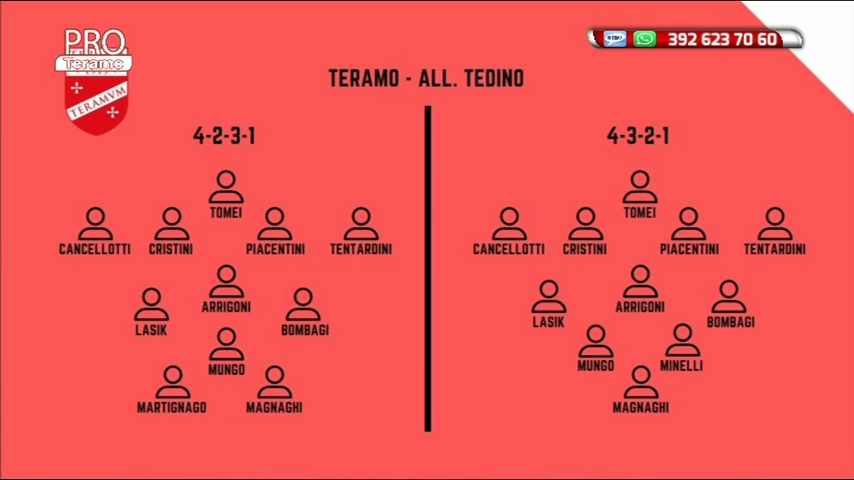 PRO
Teramo
TERAMVM
392 623 70 60
TERAMO - ALL. TEDINO
4-2-3-1
TOMEI
CANCELLOTTI CRISTINI PIACENTINI TENTARDINI
ARRIGONI
LASIK BOMBAGI
MUNGO
MARTIGNAGO MAGNAGHI
4-3-2-1
TOMEI
CANCELLOTTI CRISTINI PIACENTINI TENTARDINI
ARRIGONI
LASIK BOMBAGI
MUNGO MINELLI
MAGNAGHI